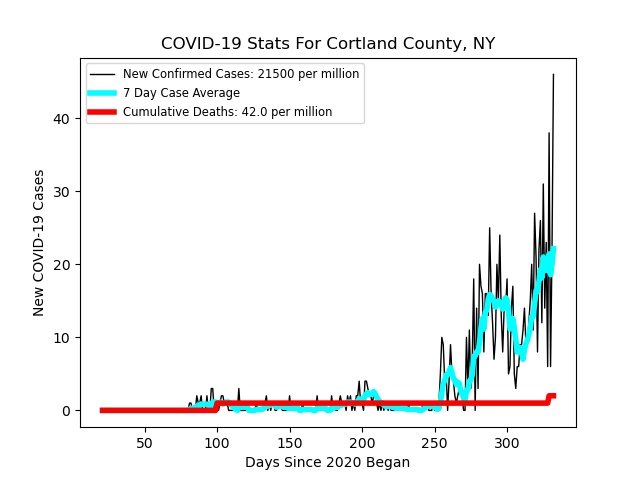 COVID-19 Stats For Cortland County, NY
New Confirmed Cases: 21500 per million
7 Day Case Average
Cumulative Deaths: 42.0 per million
New COVID-19 Cases
40
30
20
10
0
50
100
150
200
250
300
Days Since 2020 Began